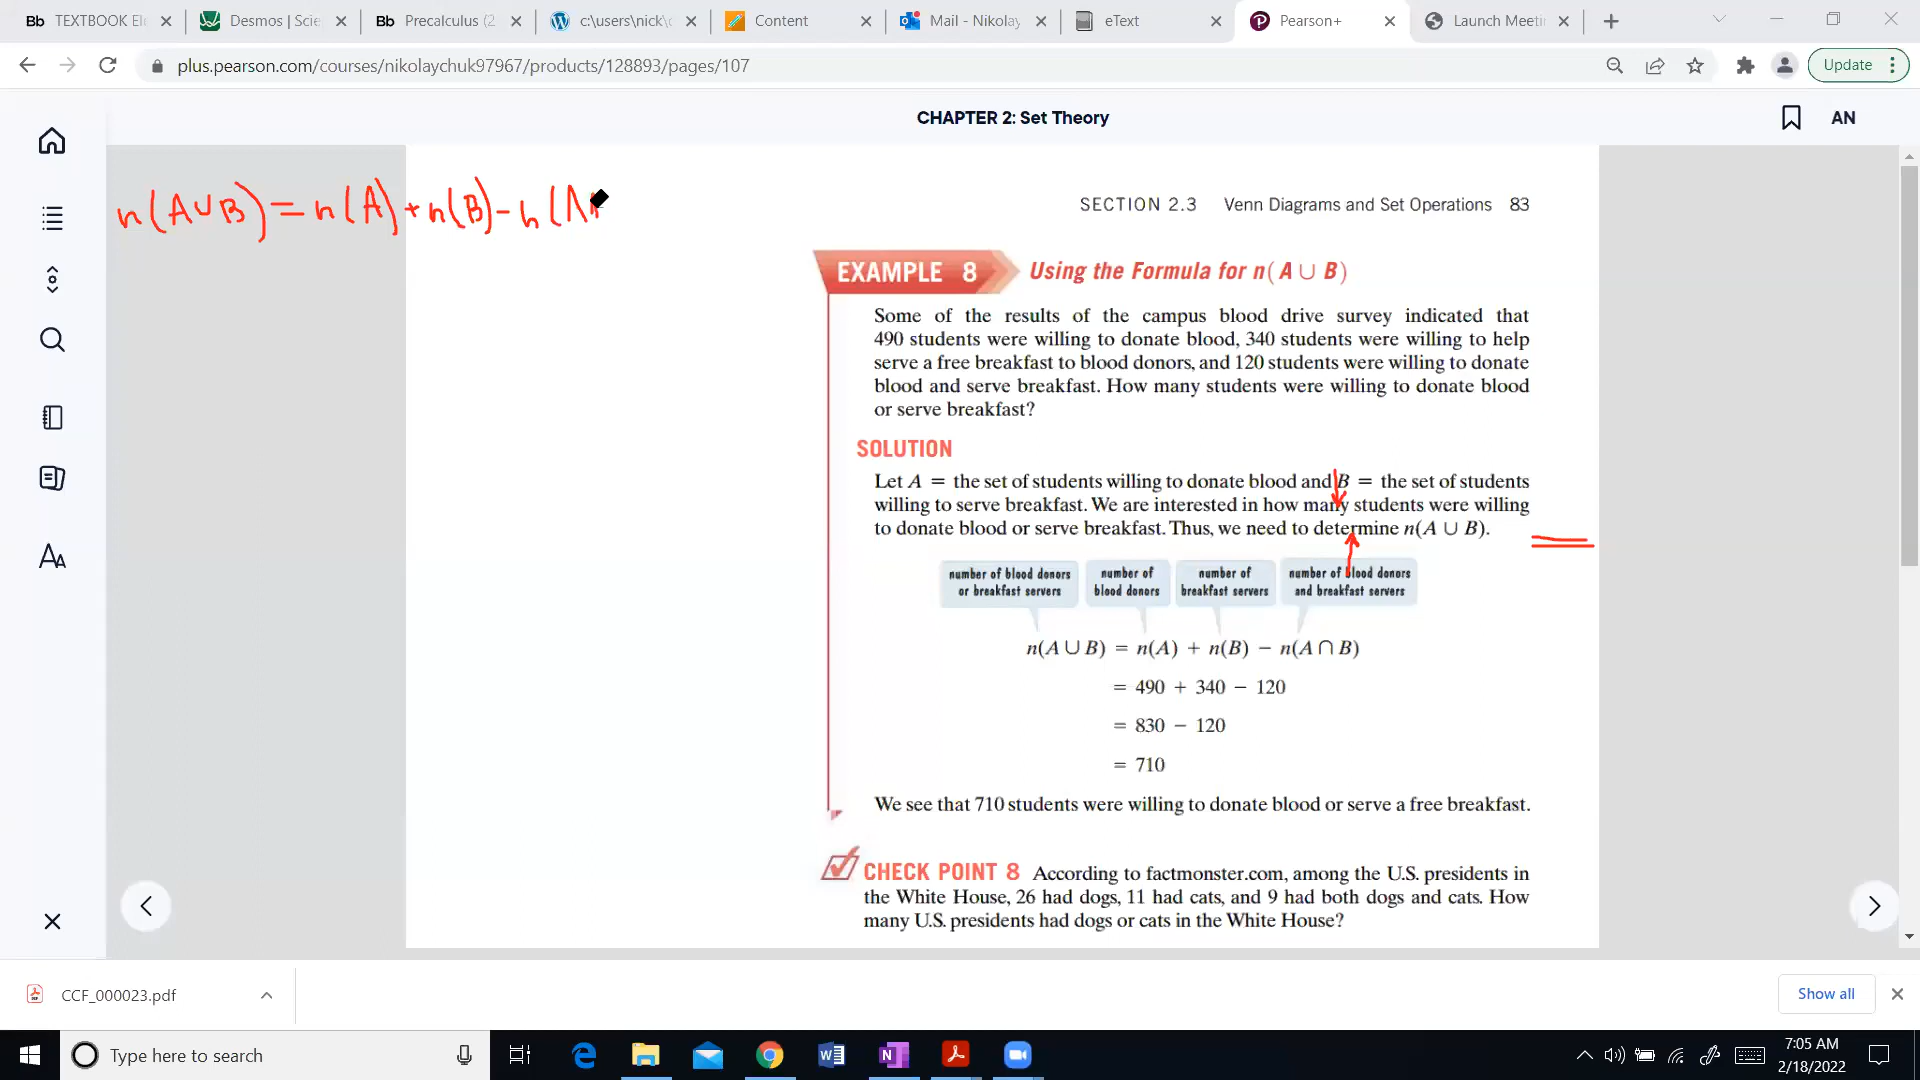 Bb TEXTBOOK Ele
Desmos | Scie
Bb Precalculus (2
c:\users\nick\d
Content
Mail - Nikolay
eText
Pearson+
Launch Meeti
plus.pearson.com/courses/nikolaychuk97967/products/128893/pages/107
Update
CHAPTER 2: Set Theory
AN
n(A∪B)=n(A)+n(B)-n(A
SECTION 2.3 Venn Diagrams and Set Operations 83
EXAMPLE 8 Using the Formula for n(A ∪ B)
Some of the results of the campus blood drive survey indicated that
490 students were willing to donate blood, 340 students were willing to help
serve a free breakfast to blood donors, and 120 students were willing to donate
blood and serve breakfast. How many students were willing to donate blood
or serve breakfast?
SOLUTION
Let A = the set of students willing to donate blood and B = the set of students
willing to serve breakfast. We are interested in how many students were willing
to donate blood or serve breakfast. Thus, we need to determine n(A ∪ B).
number of blood donors
or breakfast servers
number of
blood donors
number of
breakfast servers
number of blood donors
and breakfast servers
n(A ∪ B) = n(A) + n(B) − n(A ∩ B)
= 490 + 340 − 120
= 830 − 120
= 710
We see that 710 students were willing to donate blood or serve a free breakfast.
CHECK POINT 8 According to factmonster.com, among the U.S. presidents in
the White House, 26 had dogs, 11 had cats, and 9 had both dogs and cats. How
many U.S. presidents had dogs or cats in the White House?
AA
CCF_000023.pdf
Show all
Type here to search
7:05 AM
2/18/2022